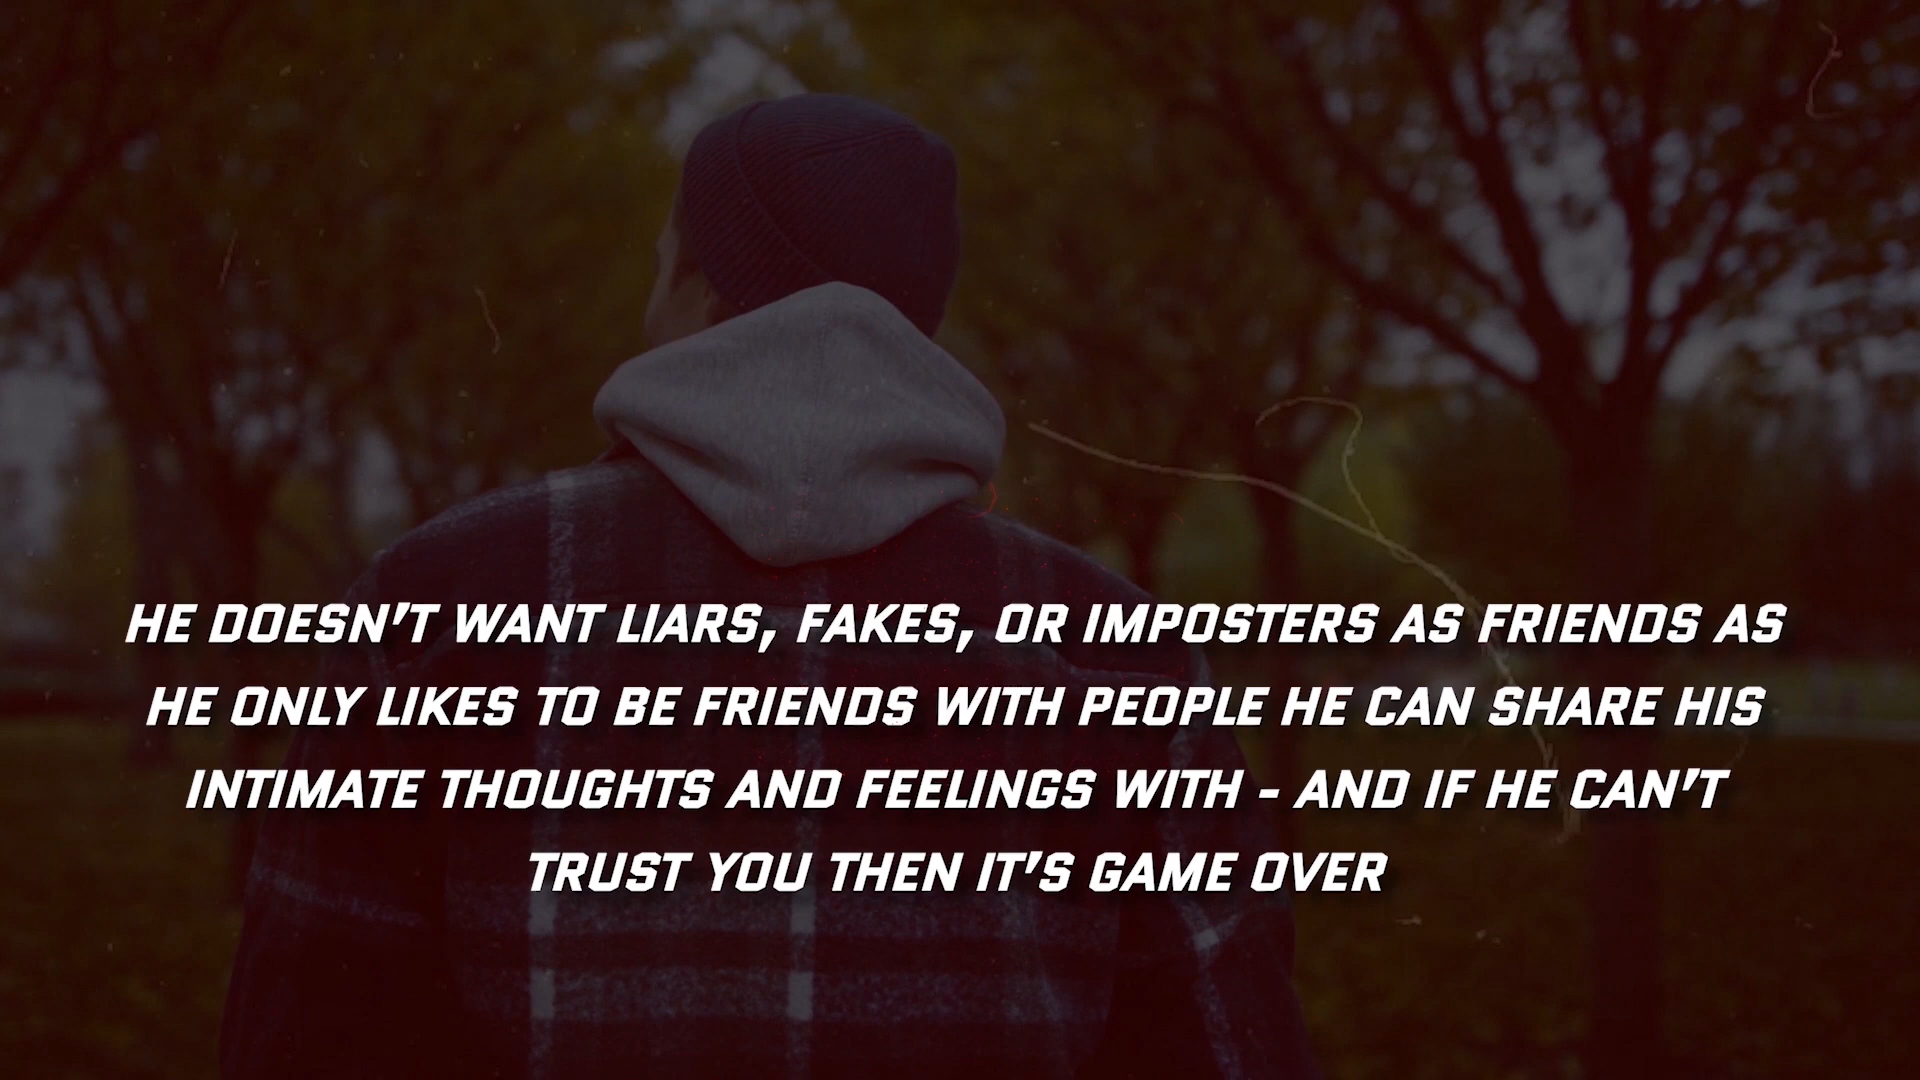 HE DOESN'T WANT LIARS, FAKES, OR IMPOSTERS AS FRIENDS AS
HE ONLY LIKES TO BE FRIENDS WITH PEOPLE HE CAN SHARE HIS
INTIMATE THOUGHTS AND FEELINGS WITH - AND IF HE CAN'T
TRUST YOU THEN IT'S GAME OVER